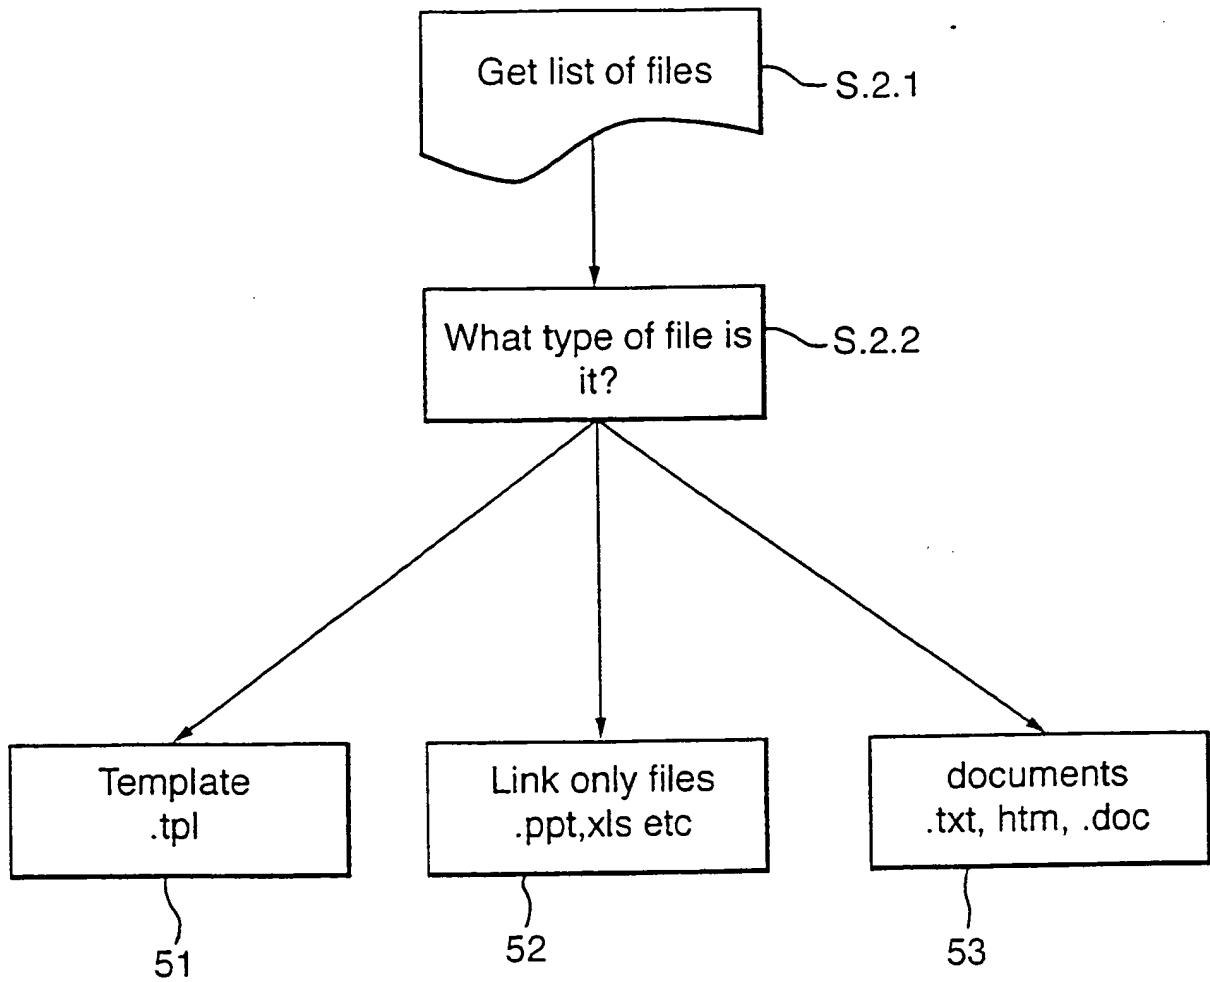 Get list of files
S.2.1
What type of file is
it?
S.2.2
Template
.tpl
Link only files
.ppt,xls etc
documents
.txt, htm, .doc
51
52
53